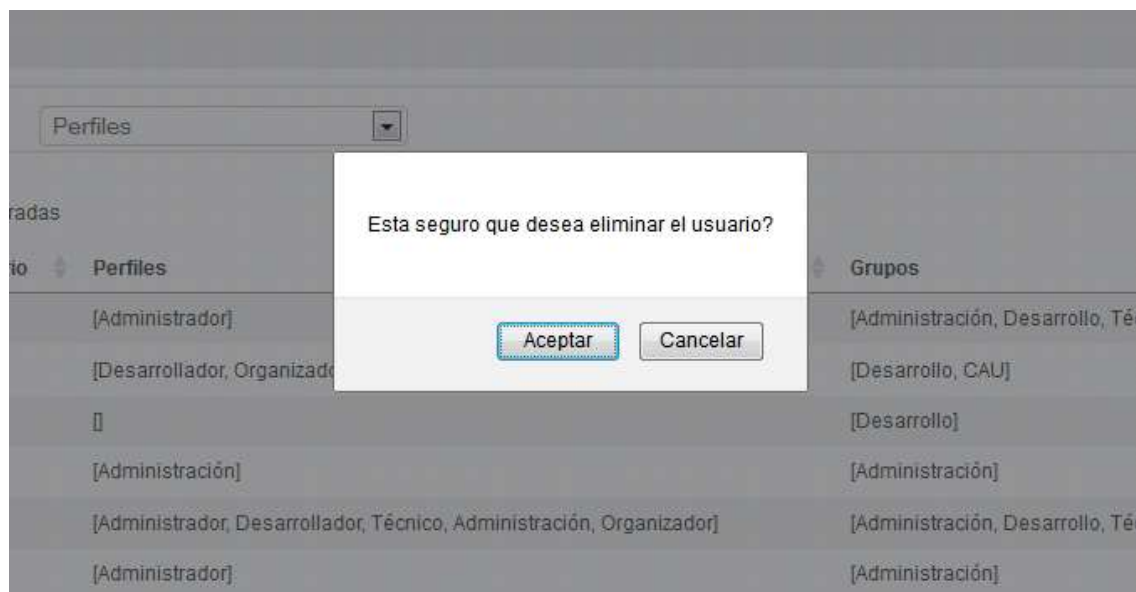 Perfiles
radas
Esta seguro que desea eliminar el usuario?
io Perfiles Grupos
[Administrador] [Administración, Desarrollo, Té
Aceptar Cancelar
[Desarrollador, Organizado [Desarrollo, CAU]
[] [Desarrollo]
[Administración] [Administración]
[Administrador, Desarrollador, Técnico, Administración, Organizador] [Administración, Desarrollo, Té
[Administrador] [Administración]